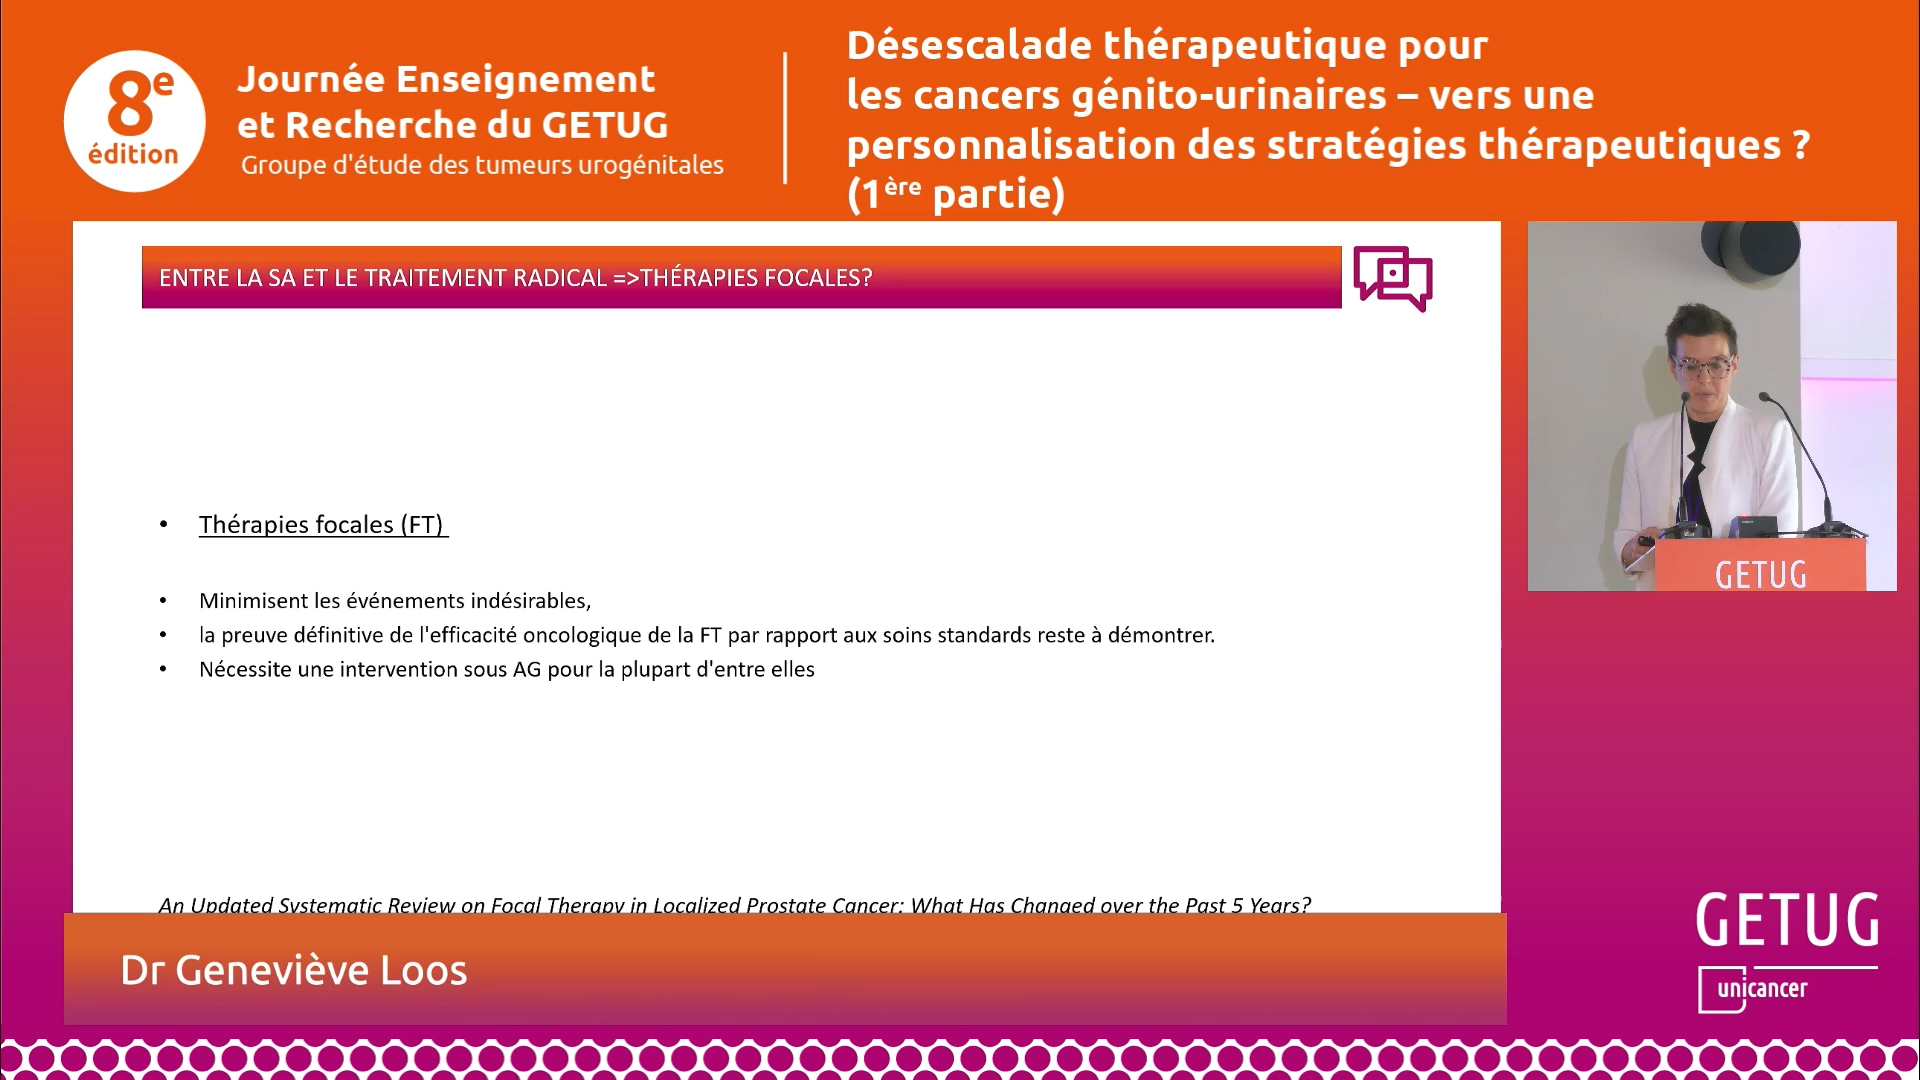 8e
édition
Journée Enseignement
et Recherche du GETUG
Groupe d'étude des tumeurs urogénitales
Désescalade thérapeutique pour
les cancers génito-urinaires – vers une
personnalisation des stratégies thérapeutiques ?
(1ère partie)
ENTRE LA SA ET LE TRAITEMENT RADICAL =>THÉRAPIES FOCALES?
• Thérapies focales (FT)
• Minimisent les événements indésirables,
• la preuve définitive de l'efficacité oncologique de la FT par rapport aux soins standards reste à démontrer.
• Nécessite une intervention sous AG pour la plupart d'entre elles
An Updated Systematic Review on Focal Therapy in Localized Prostate Cancer: What Has Changed over the Past 5 Years?
GETUG
Dr Geneviève Loos
GETUG
unicancer